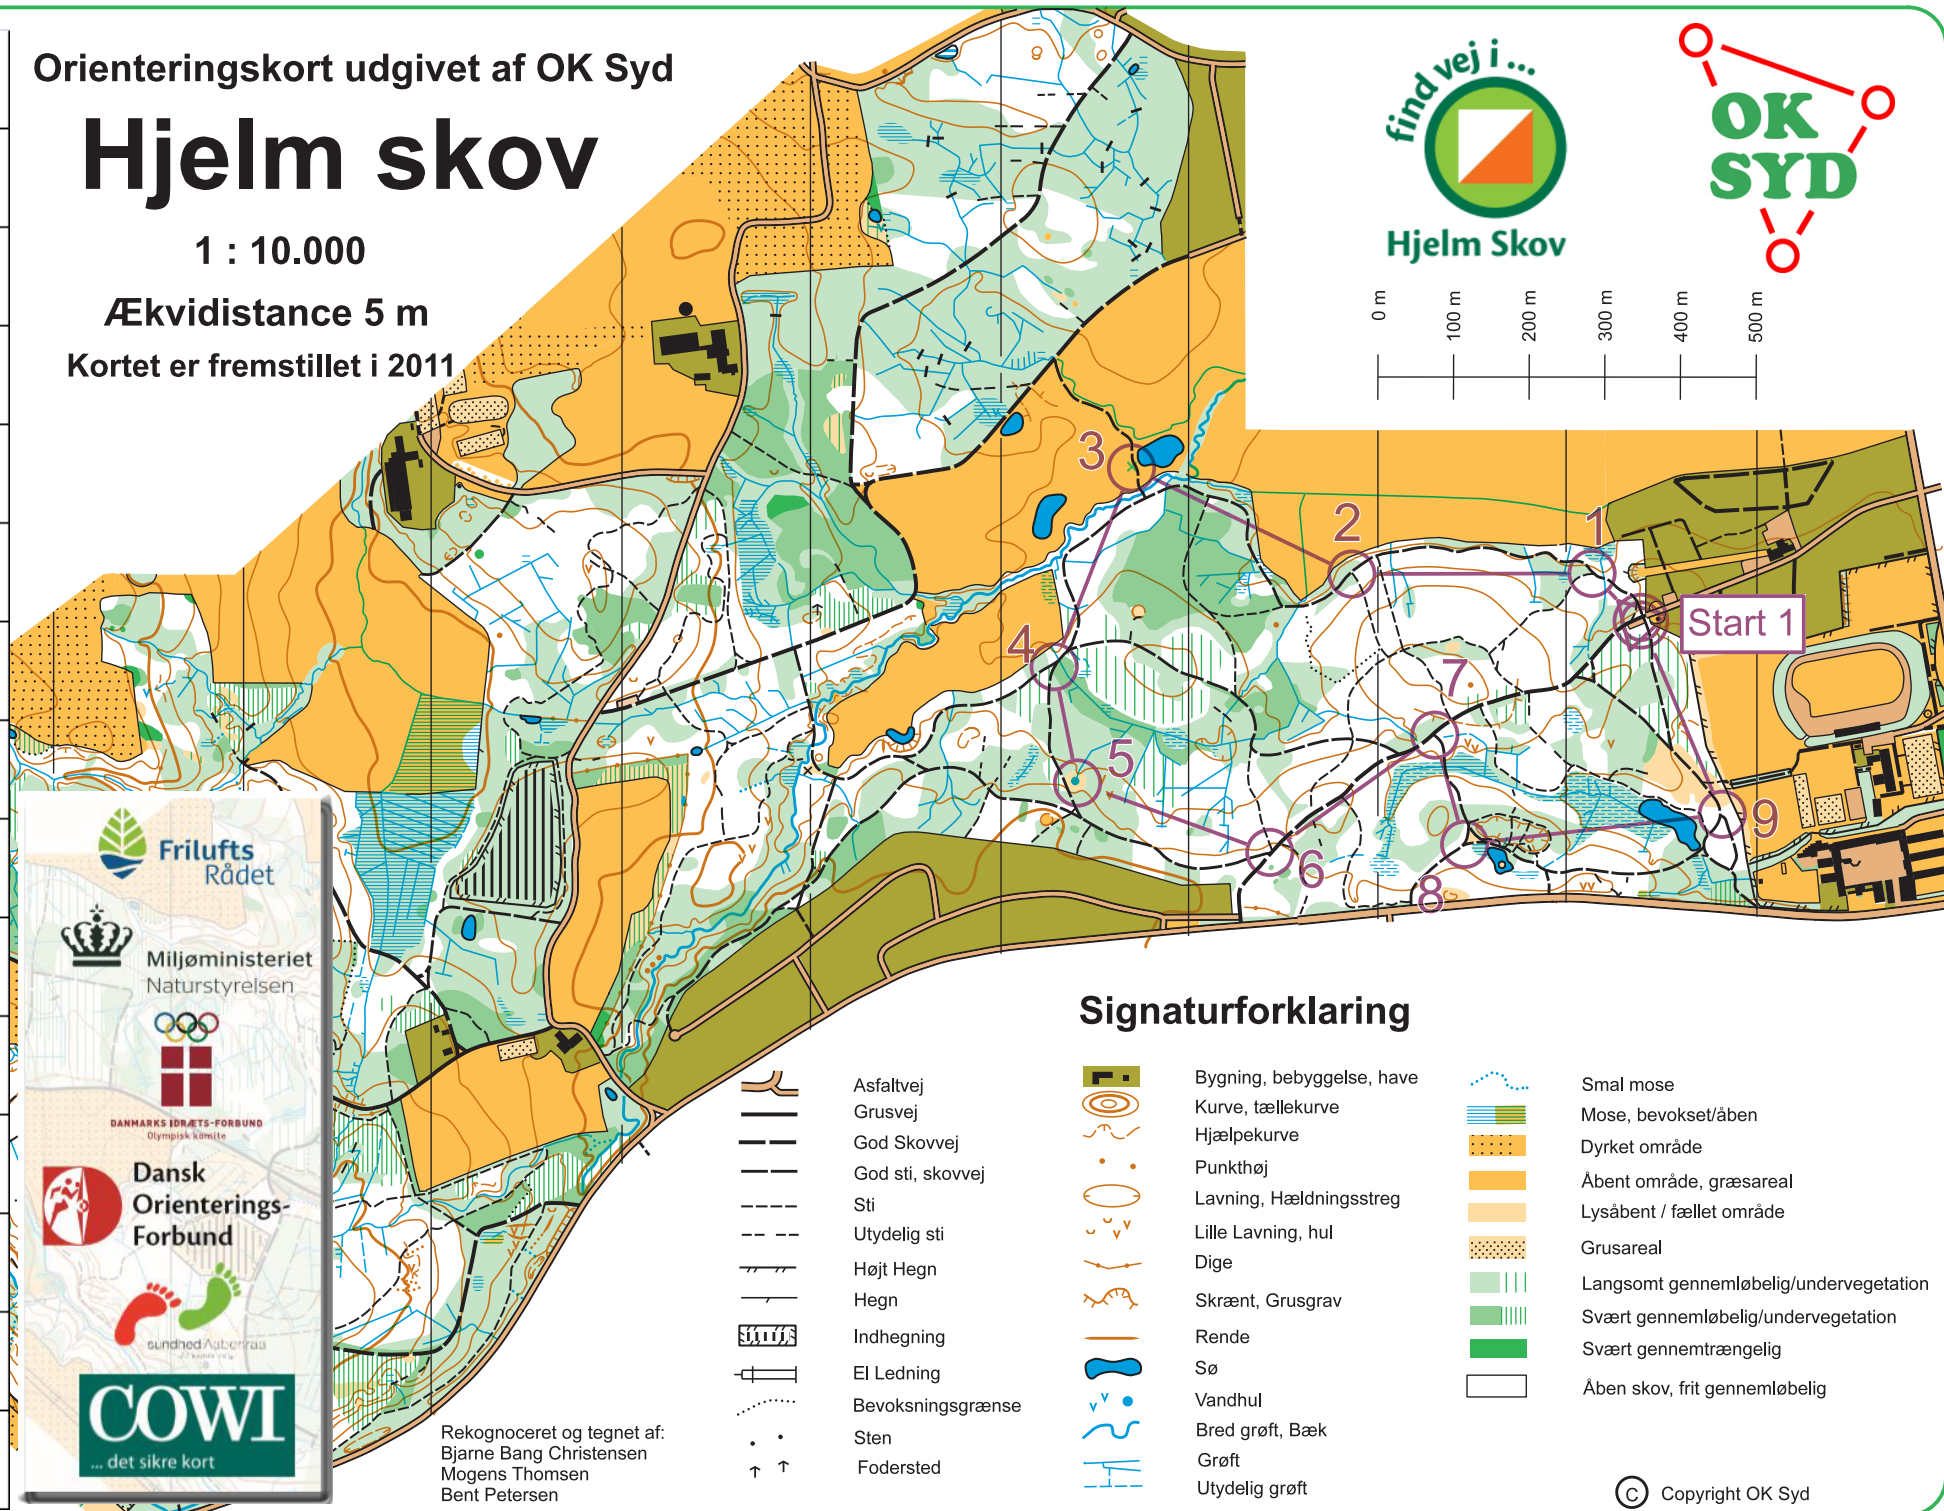 Orienteringskort udgivet af OK Syd
Hjelm skov
1 : 10.000
Ækvidistance 5 m
Kortet er fremstillet i 2011
find vej i ...
Hjelm Skov
OK
SYD
0 m
100 m
200 m
300 m
400 m
500 m
3
2
1
Start 1
4
7
5
9
6
8
Frilufts
Rådet
Miljøministeriet
Naturstyrelsen
DANMARKS IDRÆTS-FORBUND
Olympisk komite
Dansk
Orienterings-
Forbund
sundhed Aabenraa
COWI
... det sikre kort
Rekognoceret og tegnet af:
Bjarne Bang Christensen
Mogens Thomsen
Bent Petersen
Signaturforklaring
Asfaltvej
Grusvej
God Skovvej
God sti, skovvej
Sti
Utydelig sti
Højt Hegn
Hegn
Indhegning
El Ledning
Bevoksningsgrænse
Sten
Fodersted
Bygning, bebyggelse, have
Kurve, tællekurve
Hjælpekurve
Punkthøj
Lavning, Hældningsstreg
Lille Lavning, hul
Dige
Skrænt, Grusgrav
Rende
Sø
Vandhul
Bred grøft, Bæk
Grøft
Utydelig grøft
Smal mose
Mose, bevokset/åben
Dyrket område
Åbent område, græsareal
Lysåbent / fællet område
Grusareal
Langsomt gennemløbelig/undervegetation
Svært gennemløbelig/undervegetation
Svært gennemtrængelig
Åben skov, frit gennemløbelig
C Copyright OK Syd